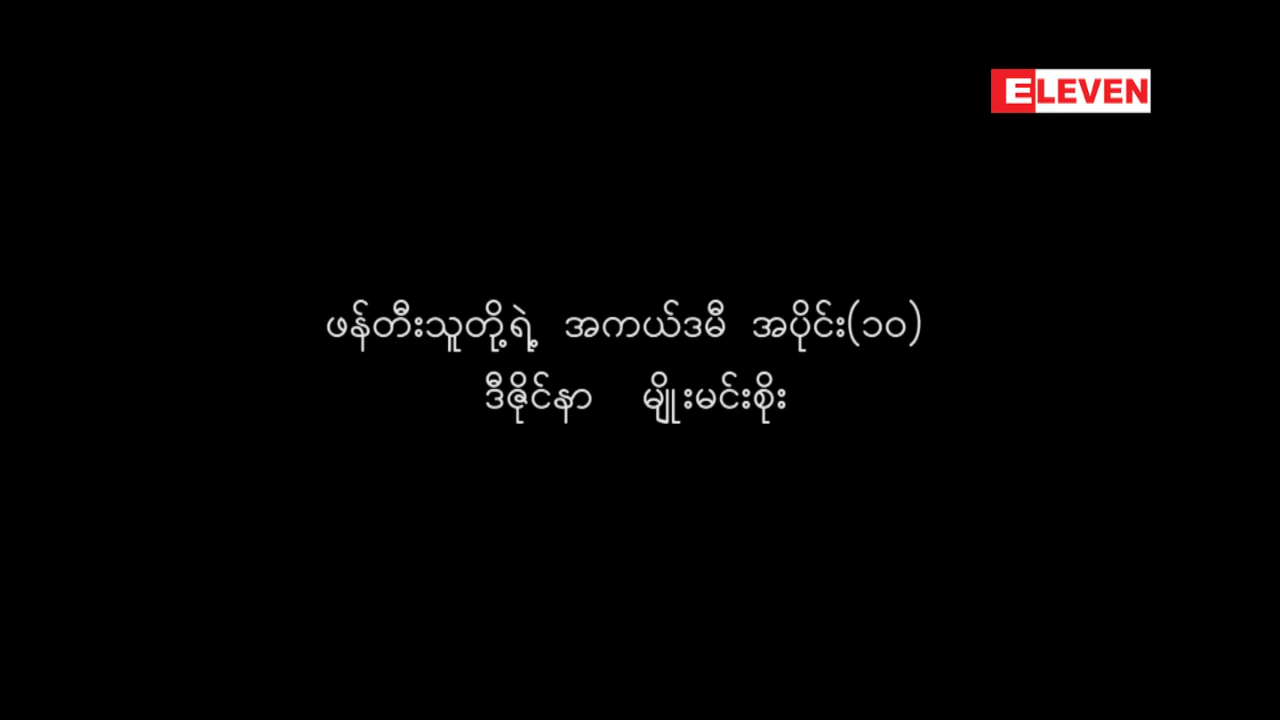 ELEVEN
ဖန်တီးသူတို့ရဲ့ အကယ်ဒမီ အပိုင်း(၁၀)
ဒီဇိုင်နာ မျိုးမင်းစိုး